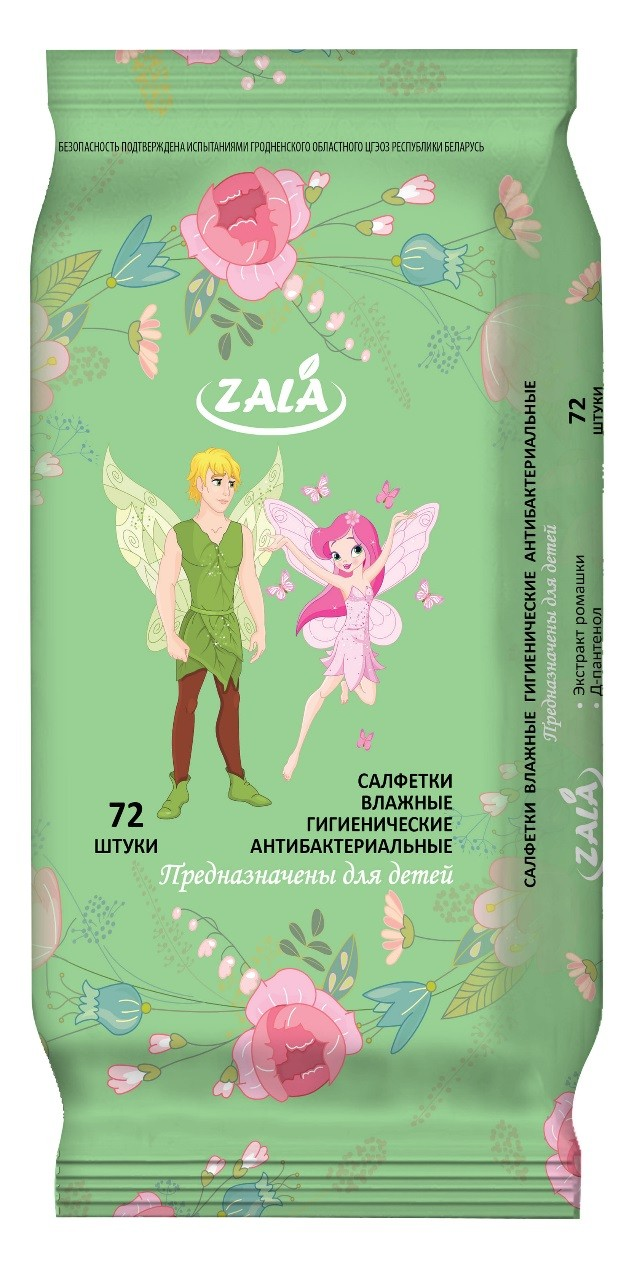 БЕЗОПАСНОСТЬ ПОДТВЕРЖДЕНА ИСПЫТАНИЯМИ ГРОДНЕНСКОГО ОБЛАСТНОГО ЦГЭОЗ РЕСПУБЛИКИ БЕЛАРУСЬ
ZALA
72
ШТУКИ
САЛФЕТКИ
ВЛАЖНЫЕ
ГИГИЕНИЧЕСКИЕ
АНТИБАКТЕРИАЛЬНЫЕ
Предназначены для детей
САЛФЕТКИ ВЛАЖНЫЕ ГИГИЕНИЧЕСКИЕ АНТИБАКТЕРИАЛЬНЫЕ
Предназначены для детей
72
ШТУКИ
• Экстракт ромашки
• Д-пантенол
ZALA